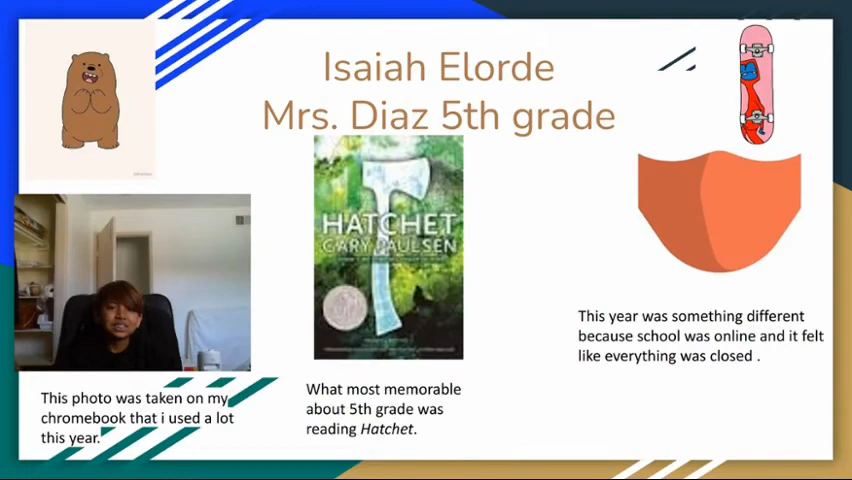 Isaiah Elorde
Mrs. Diaz 5th grade
HATCHET
GARY PAULSEN
This year was something different
because school was online and it felt
like everything was closed .
This photo was taken on my
chromebook that i used a lot
this year.
What most memorable
about 5th grade was
reading Hatchet.